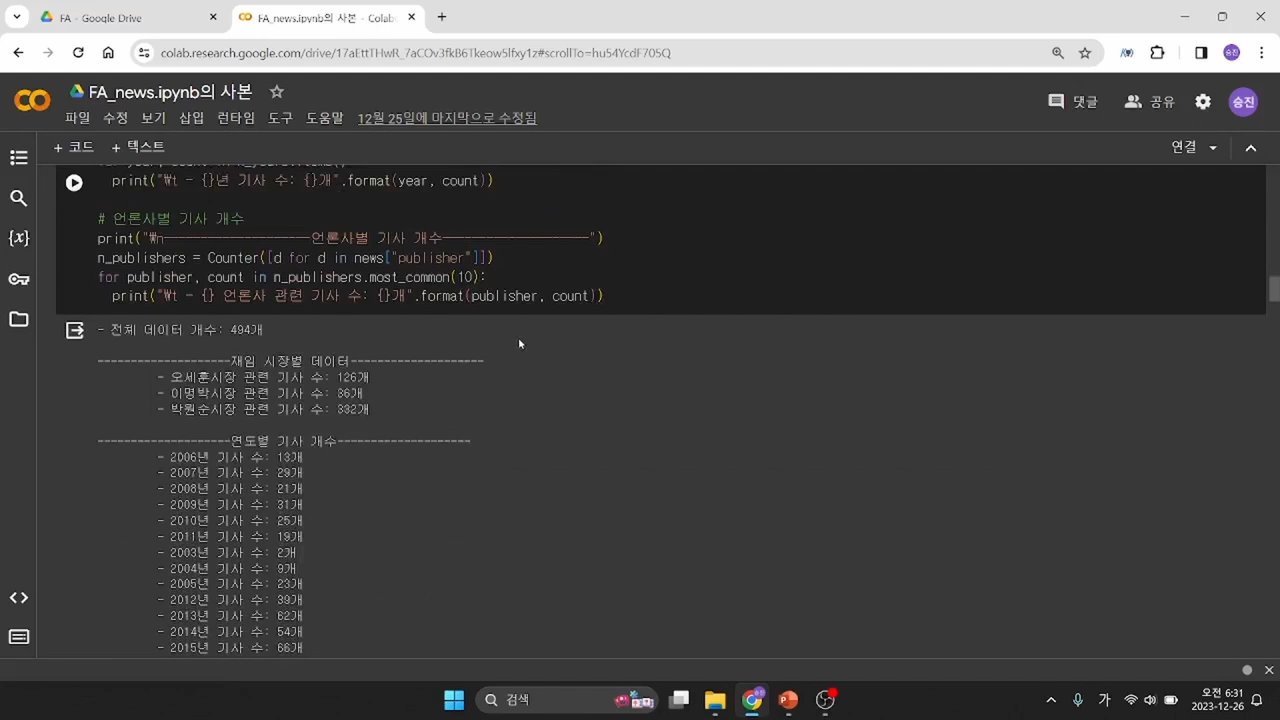 FA - Google Drive
FA_news.ipynb의 사본 - Colab
colab.research.google.com/drive/17aEttTHwR_7aCOv3fkB6Tkeow5lfxy1z#scrollTo=hu54YcdF705Q
FA_news.ipynb의 사본
파일 수정 보기 삽입 런타임 도구 도움말 12월 25일에 마지막으로 수정됨
댓글 공유 승진
+ 코드 + 텍스트 연결
print("₩t - {}년 기사 수: {}개".format(year, count))
# 언론사별 기사 개수
print("₩n--------------------언론사별 기사 개수--------------------")
n_publishers = Counter([d for d in news["publisher"]])
for publisher, count in n_publishers.most_common(10):
print("₩t - {} 언론사 관련 기사 수: {}개".format(publisher, count))
- 전체 데이터 개수: 494개
--------------------재임 시장별 데이터--------------------
- 오세훈시장 관련 기사 수: 126개
- 이명박시장 관련 기사 수: 36개
- 박원순시장 관련 기사 수: 332개
--------------------연도별 기사 개수--------------------
- 2006년 기사 수: 13개
- 2007년 기사 수: 29개
- 2008년 기사 수: 21개
- 2009년 기사 수: 31개
- 2010년 기사 수: 25개
- 2011년 기사 수: 19개
- 2003년 기사 수: 2개
- 2004년 기사 수: 9개
- 2005년 기사 수: 23개
- 2012년 기사 수: 39개
- 2013년 기사 수: 62개
- 2014년 기사 수: 54개
- 2015년 기사 수: 66개
검색
가
오전 6:31
2023-12-26